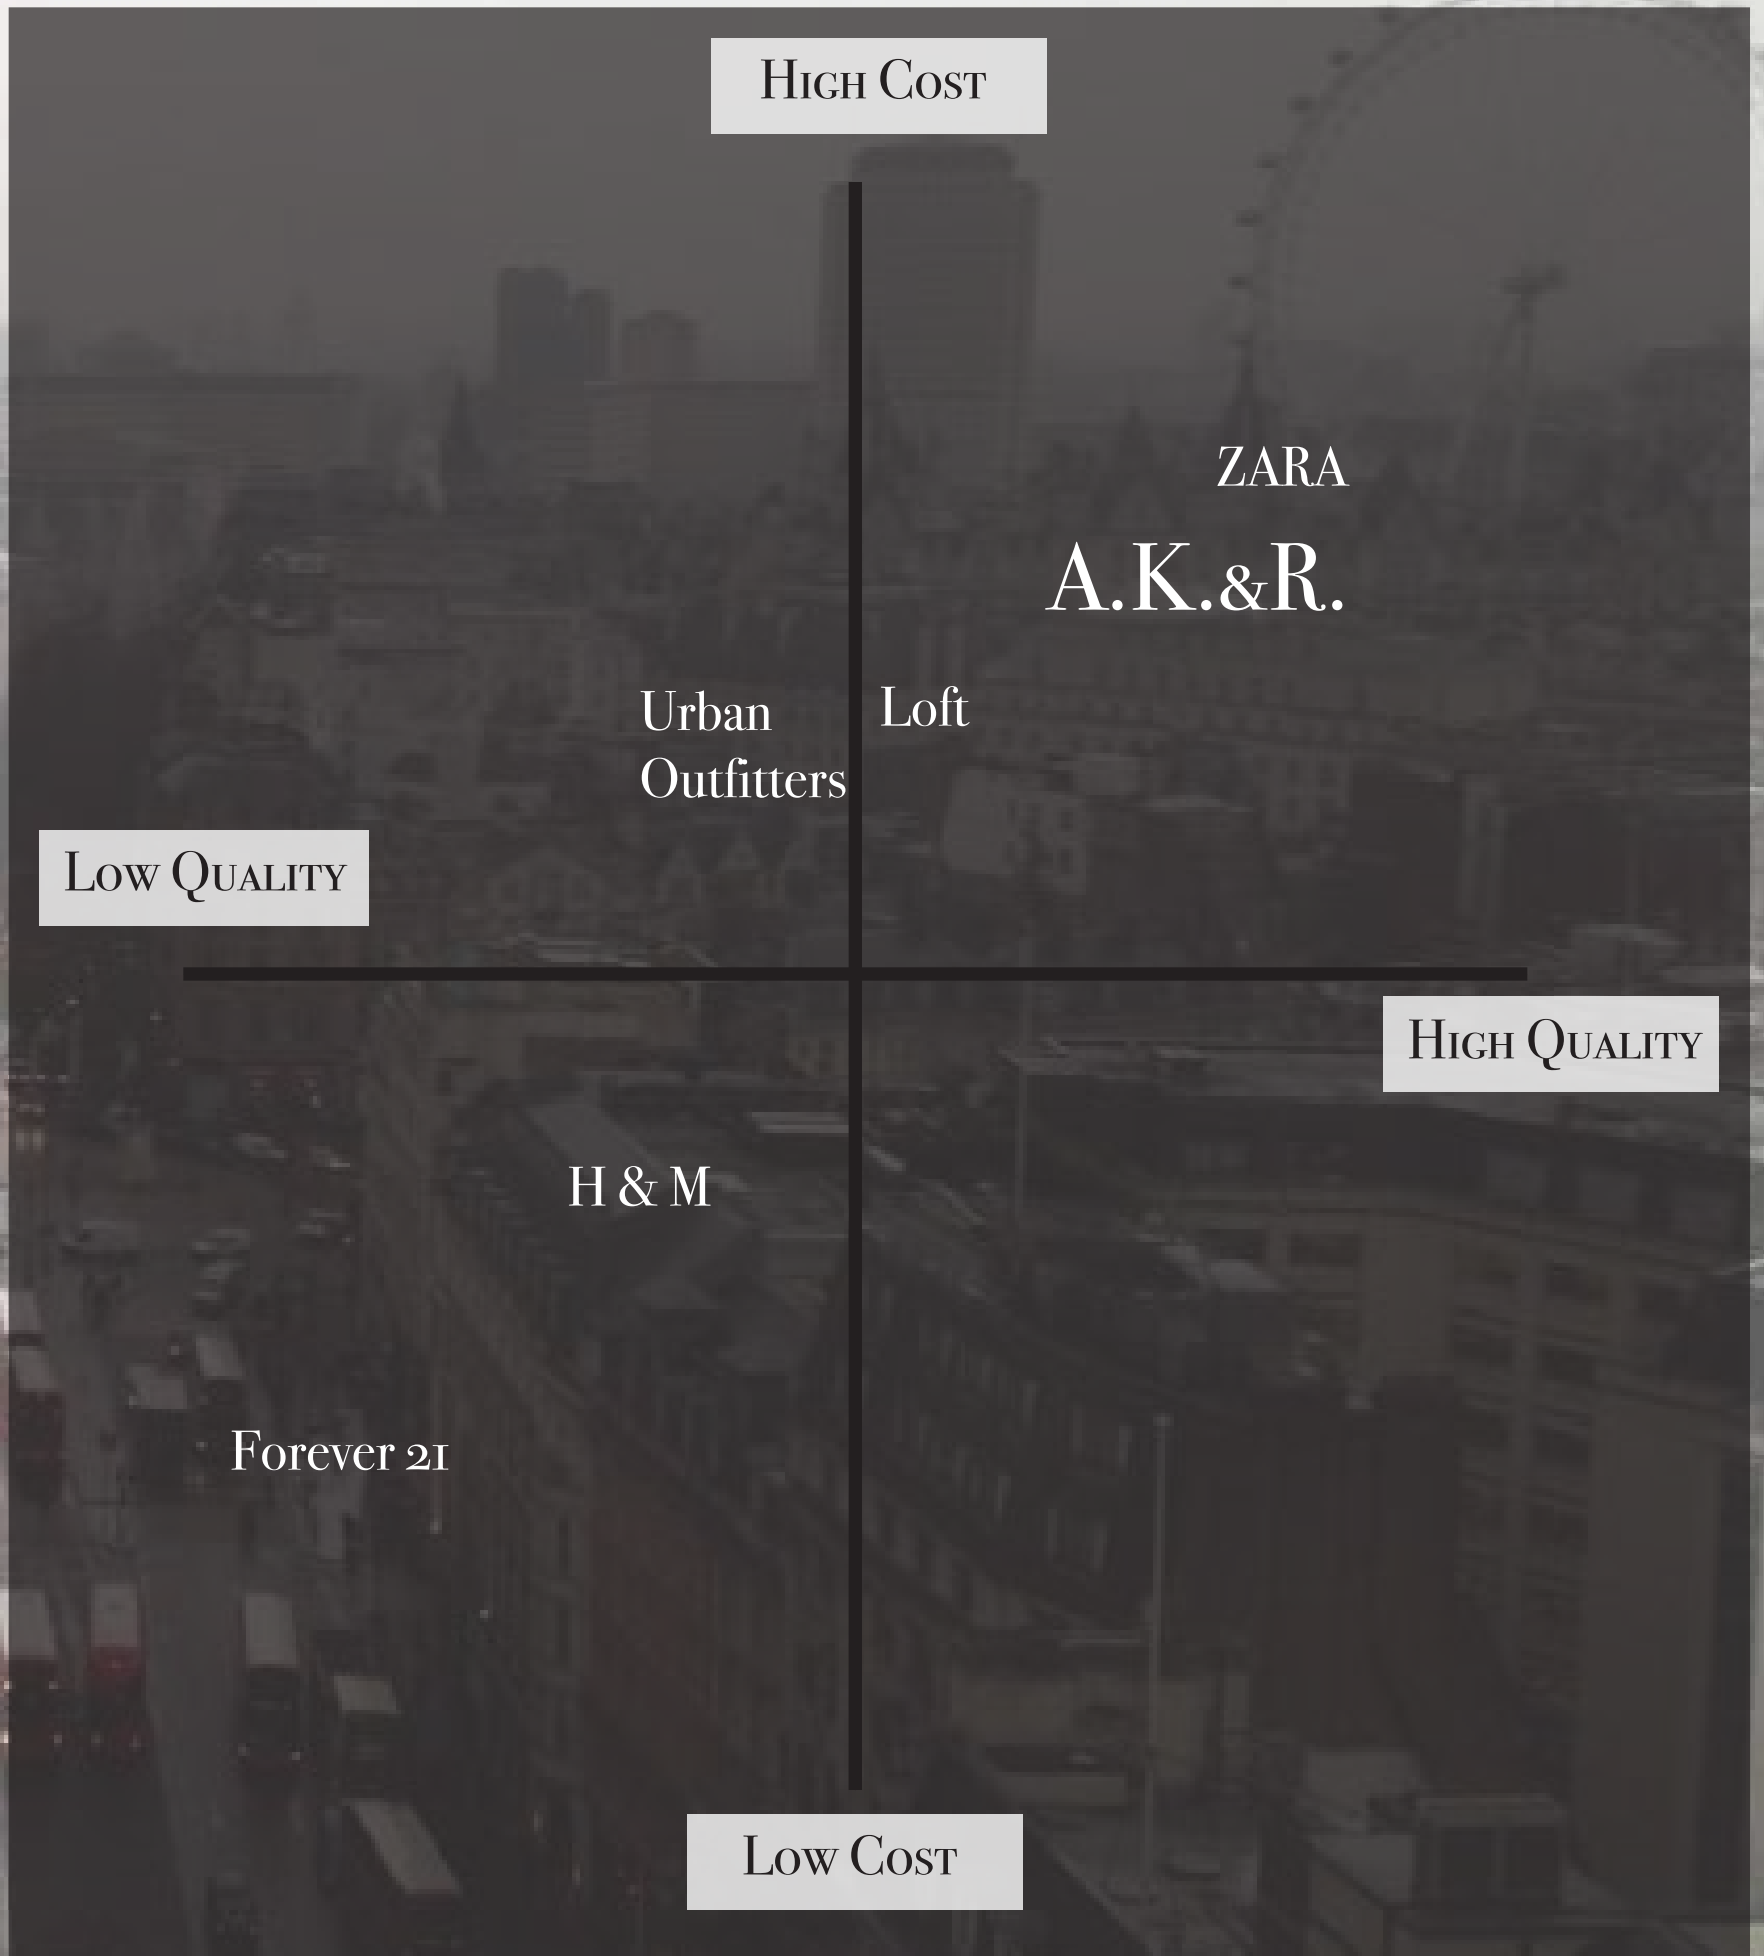 High Cost
ZARA
A.K.&R.
Urban
Outfitters
Loft
Low Quality
High Quality
H & M
Forever 21
Low Cost